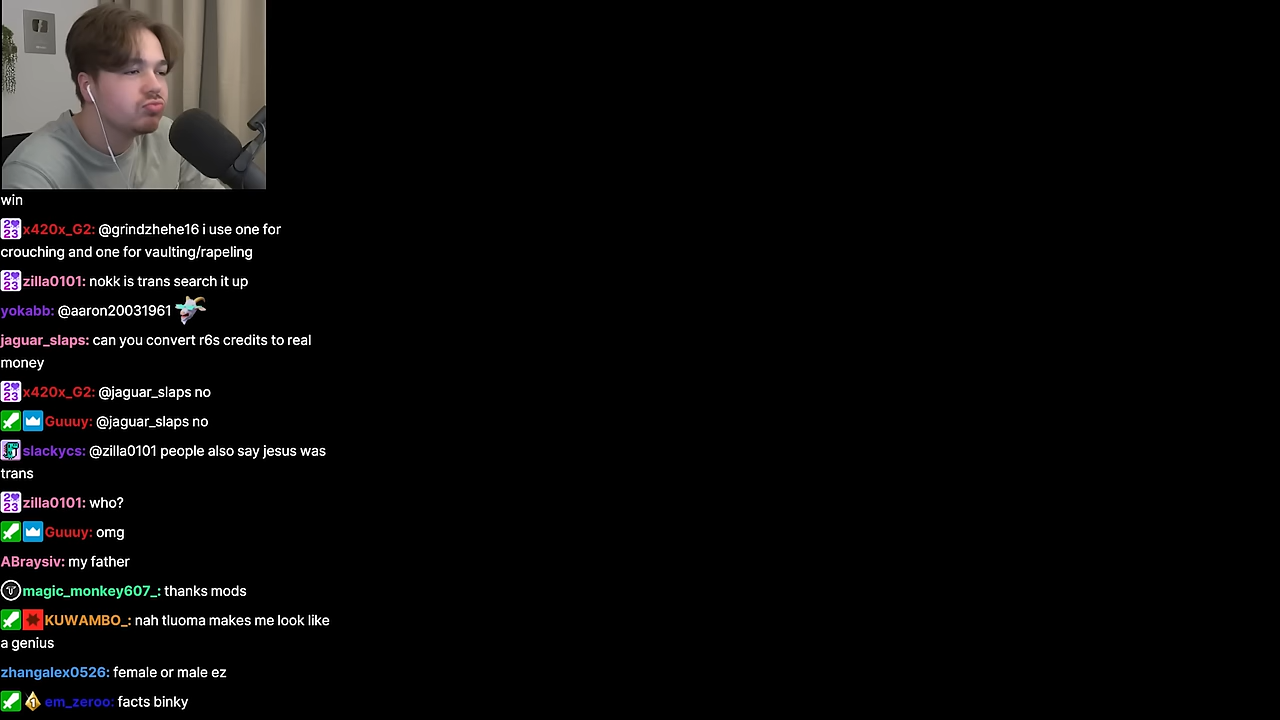 win
x420x_G2: @grindzhehe16 i use one for
crouching and one for vaulting/rapeling
zilla0101: nokk is trans search it up
yokabb: @aaron20031961
jaguar_slaps: can you convert r6s credits to real
money
x420x_G2: @jaguar_slaps no
Guuuy: @jaguar_slaps no
slackycs: @zilla0101 people also say jesus was
trans
zilla0101: who?
Guuuy: omg
ABraysiv: my father
magic_monkey607_: thanks mods
KUWAMBO_: nah tluoma makes me look like
a genius
zhangalex0526: female or male ez
em_zeroo: facts binky